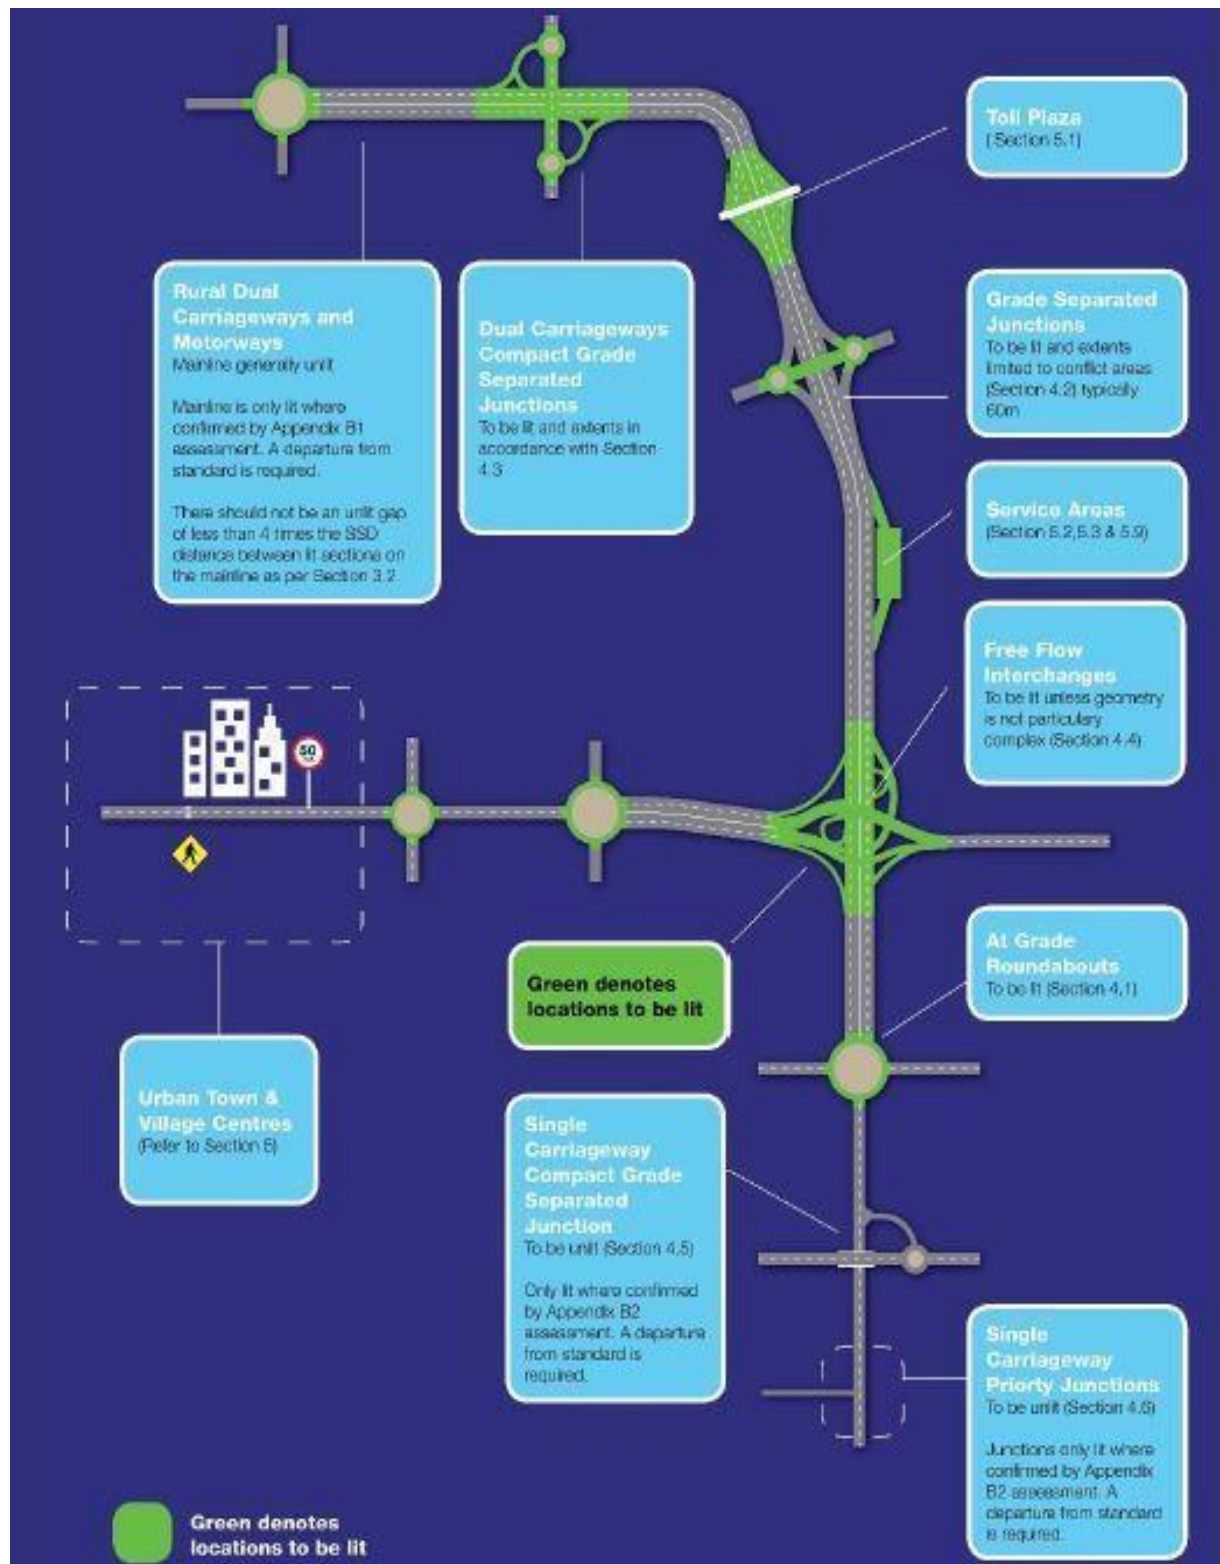 Toll Plaza
( Section 5.1)
Rural Dual
Carriageways and
Motorways
Mainline generally unlit
Mainline is only lit where
confirmed by Appendix B1
assessment. A departure from
standard is required.
There should not be an unlit gap
of less than 4 times the SSD
distance between lit sections on
the mainline as per Section 3.2
Dual Carriageways
Compact Grade
Separated
Junctions
To be lit and extents in
accordance with Section
4.3
Grade Separated
Junctions
To be lit and extents
limited to conflict areas
(Section 4.2) typically
60m
Service Areas
(Section 5.2,5.3 & 5.9)
Free Flow
Interchanges
To be lit unless geometry
is not particulary
complex (Section 4.4)
50
Green denotes
locations to be lit
At Grade
Roundabouts
To be lit (Section 4.1)
Urban Town &
Village Centres
(Refer to Section 6)
Single
Carriageway
Compact Grade
Separated
Junction
To be unlit (Section 4.5)
Only lit where confirmed
by Appendix B2
assessment. A departure
from standard is
required.
Single
Carriageway
Priorty Junctions
To be unlit (Section 4.6)
Junctions only lit where
confirmed by Appendix
B2 assessment. A
departure from standard
is required.
Green denotes
locations to be lit